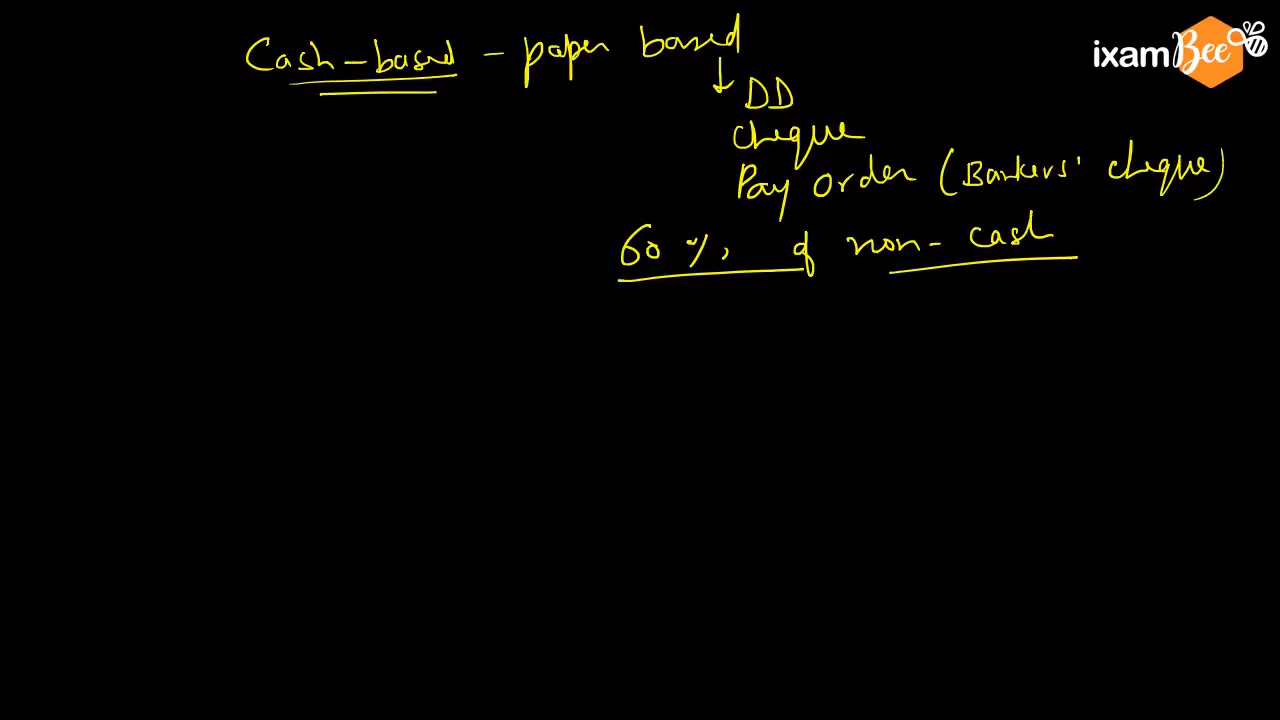 ixamBee
Cash-based - paper based
↓ DD
Cheque
Pay Order (Bankers' Cheque)
60% of non-cash